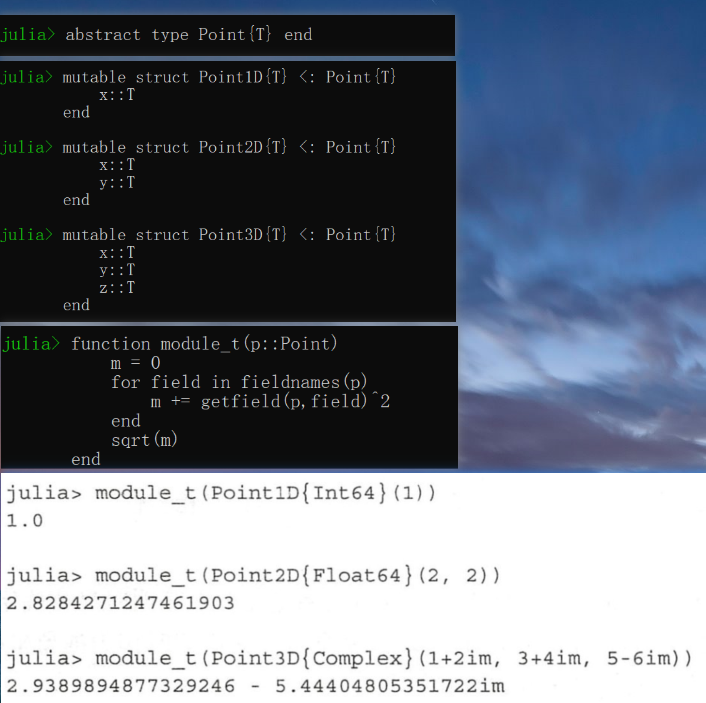 julia> abstract type Point{T} end
julia> mutable struct Point1D{T} <: Point{T}
x::T
end
julia> mutable struct Point2D{T} <: Point{T}
x::T
y::T
end
julia> mutable struct Point3D{T} <: Point{T}
x::T
y::T
z::T
end
julia> function module_t(p::Point)
m = 0
for field in fieldnames(p)
m += getfield(p,field)^2
end
sqrt(m)
end
julia> module_t(Point1D{Int64}(1))
1.0
julia> module_t(Point2D{Float64}(2, 2))
2.8284271247461903
julia> module_t(Point3D{Complex}(1+2im, 3+4im, 5-6im))
2.9389894877329246 - 5.44404805351722im